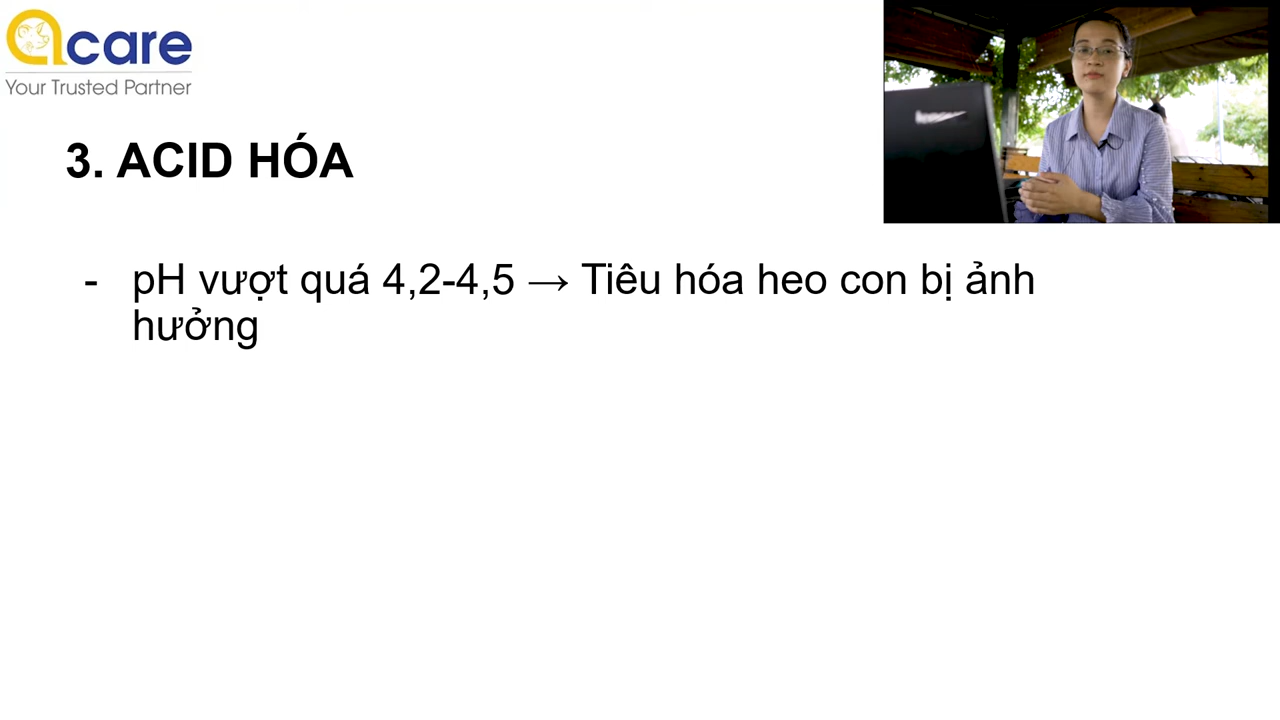 acare
Your Trusted Partner
3. ACID HÓA
- pH vượt quá 4,2-4,5 → Tiêu hóa heo con bị ảnh
hưởng